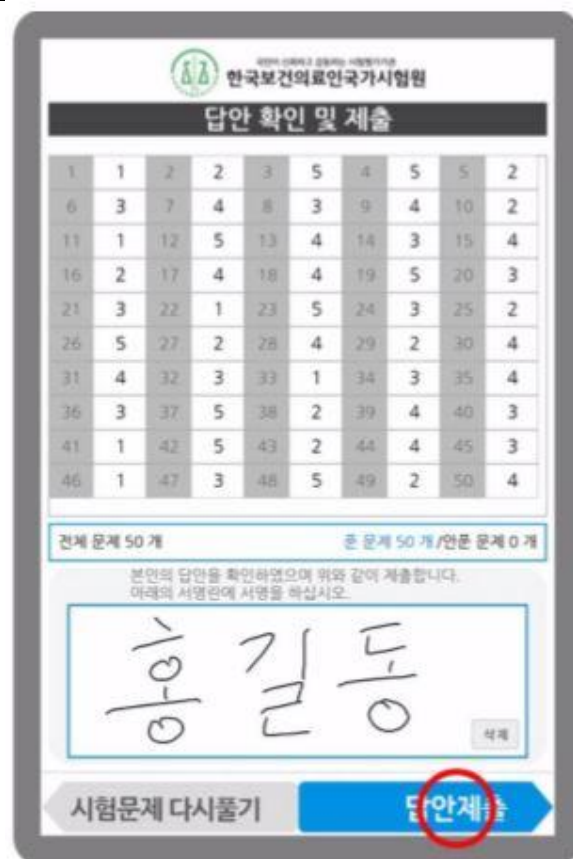 한국보건의료인국가시험원
답안 확인 및 제출
1 1 2 2 3 5 4 5 5 2
6 3 7 4 8 3 9 4 10 2
11 1 12 5 13 4 14 3 15 4
16 2 17 4 18 4 19 5 20 3
21 3 22 1 23 5 24 3 25 2
26 5 27 2 28 4 29 2 30 4
31 4 32 3 33 1 34 3 35 4
36 3 37 5 38 2 39 4 40 3
41 1 42 5 43 2 44 4 45 3
46 1 47 3 48 5 49 2 50 4
전체 문제 50 개 푼 문제 50 개 /안푼 문제 0 개
본인의 답안을 확인하였으며 위와 같이 제출합니다.
아래의 서명란에 서명을 하십시오.
홍길동
삭제
시험문제 다시풀기 답안제출